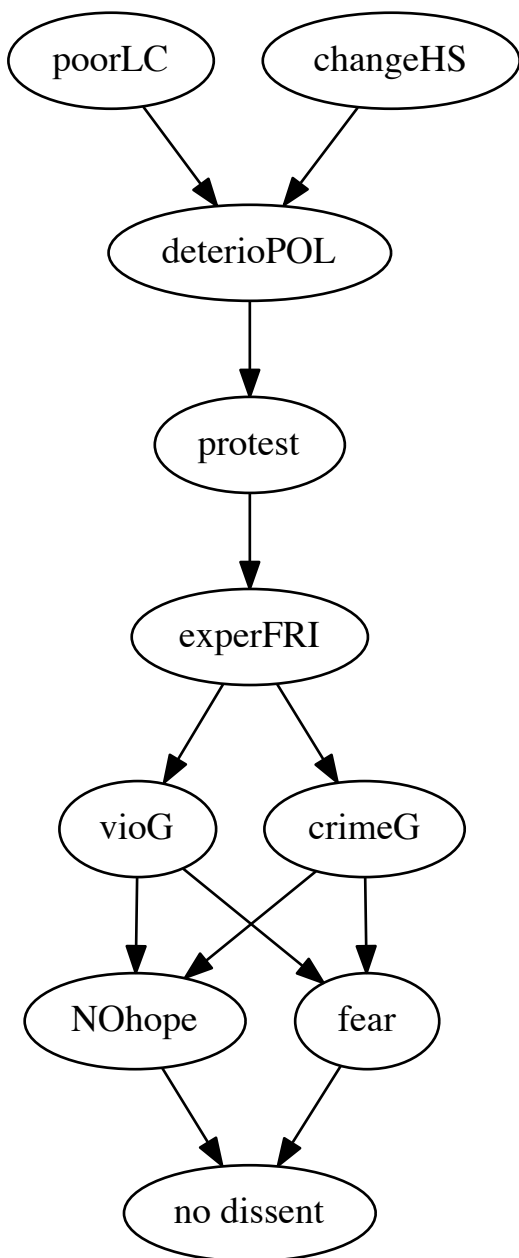 poorLC
changeHS
deterioPOL
protest
experFRI
vioG
crimeG
NOhope
fear
no dissent